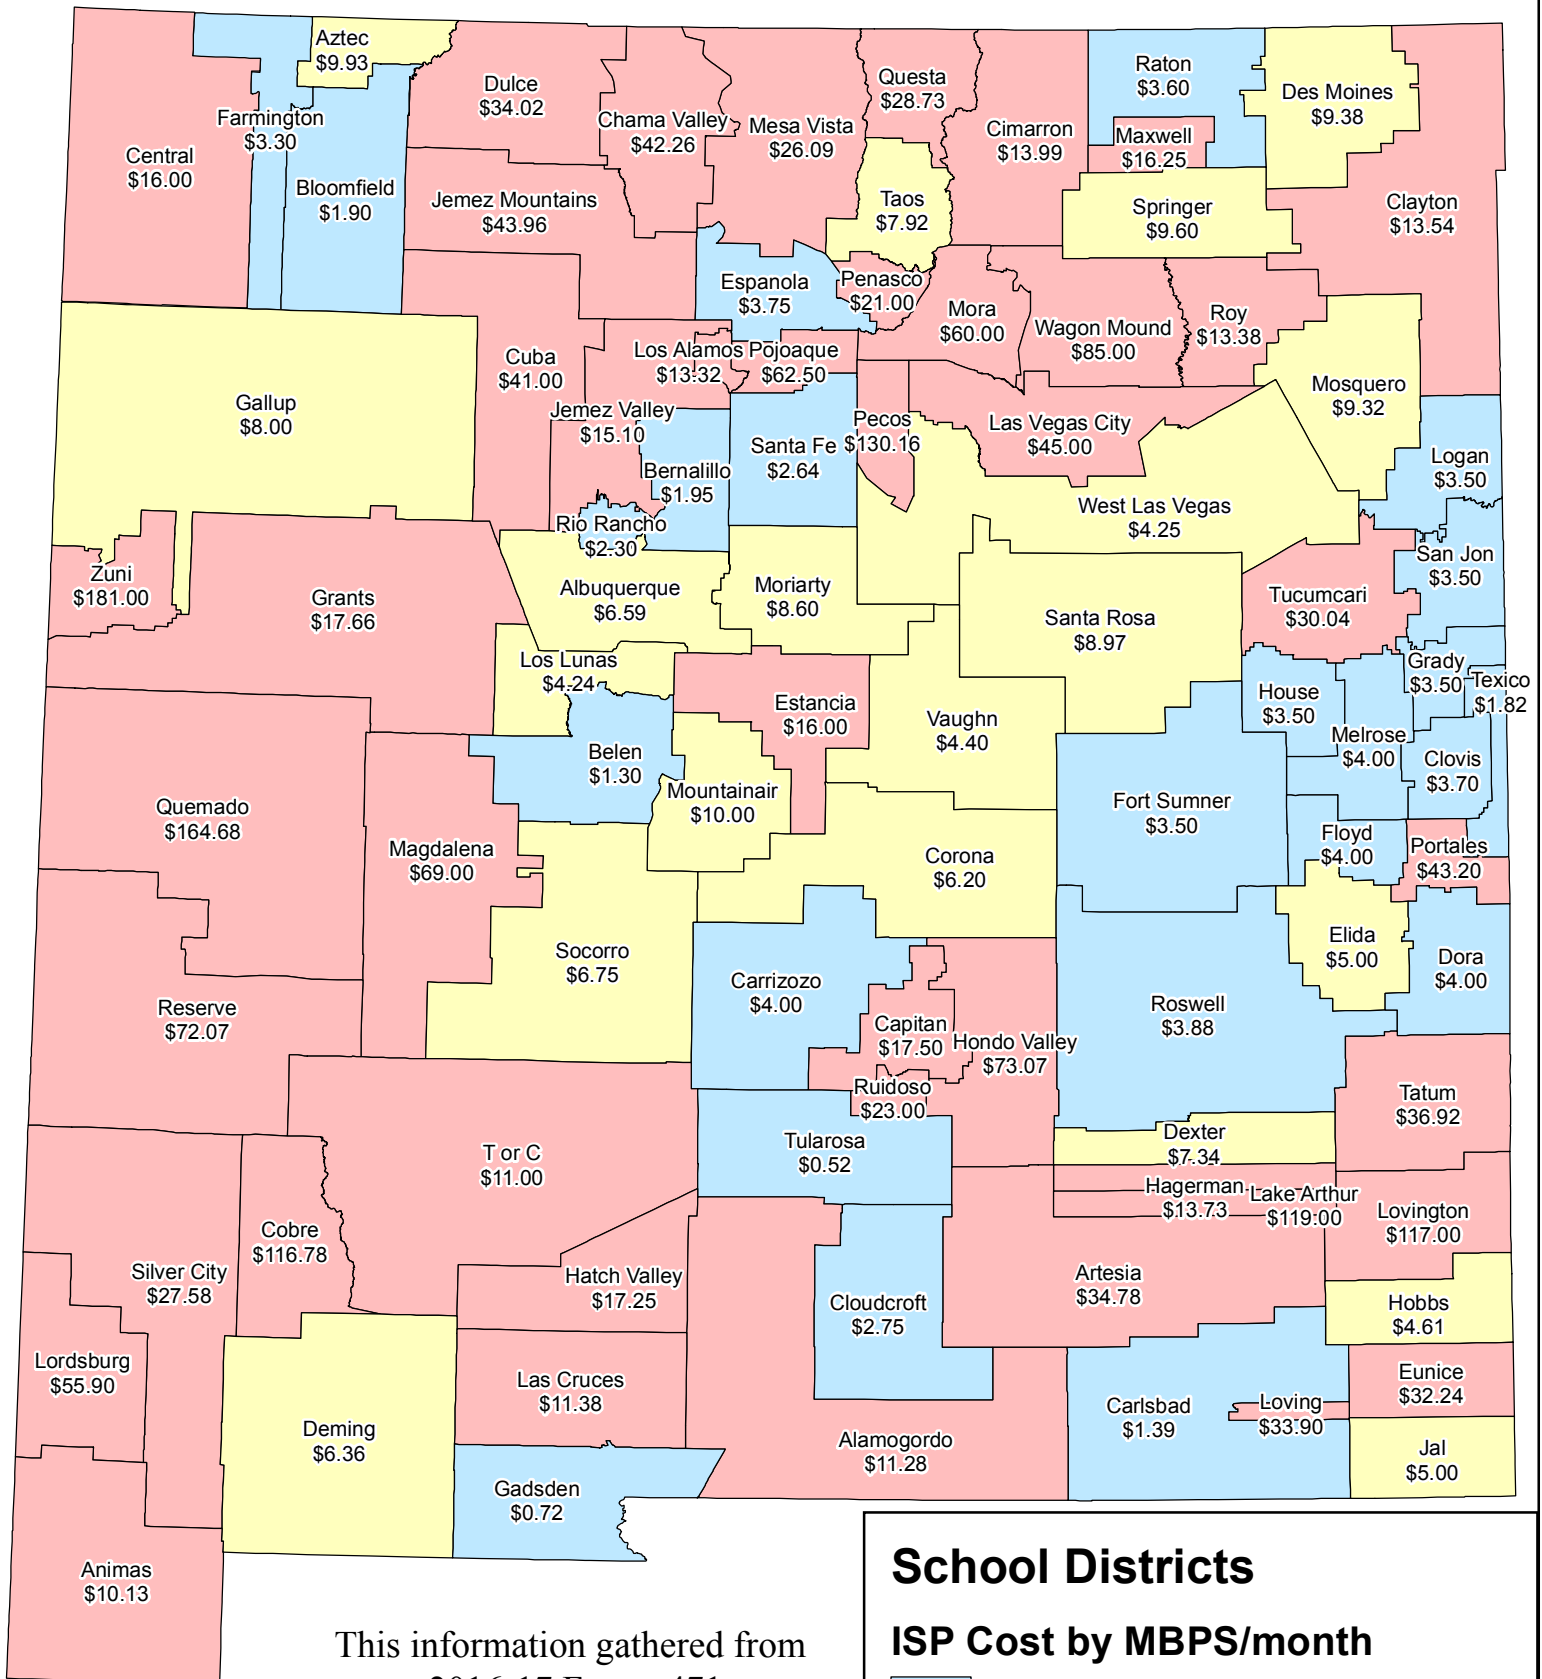 Aztec
$9.93
Dulce
$34.02
Questa
$28.73
Raton
$3.60
Des Moines
$9.38
Farmington
$3.30
Chama Valley
$42.26
Mesa Vista
$26.09
Cimarron
$13.99
Maxwell
$16.25
Central
$16.00
Bloomfield
$1.90
Jemez Mountains
$43.96
Taos
$7.92
Springer
$9.60
Clayton
$13.54
Espanola
$3.75
Penasco
$21.00
Mora
$60.00
Wagon Mound
$85.00
Roy
$13.38
Cuba
$41.00
Los Alamos
$13.32
Pojoaque
$62.50
Mosquero
$9.32
Gallup
$8.00
Jemez Valley
$15.10
Pecos
$130.16
Las Vegas City
$45.00
Santa Fe
$2.64
Bernalillo
$1.95
Logan
$3.50
Rio Rancho
$2.30
West Las Vegas
$4.25
San Jon
$3.50
Zuni
$181.00
Grants
$17.66
Albuquerque
$6.59
Moriarty
$8.60
Santa Rosa
$8.97
Tucumcari
$30.04
Los Lunas
$4.24
Grady
$3.50
Texico
$1.82
Estancia
$16.00
Vaughn
$4.40
House
$3.50
Melrose
$4.00
Belen
$1.30
Clovis
$3.70
Mountainair
$10.00
Quemado
$164.68
Fort Sumner
$3.50
Magdalena
$69.00
Corona
$6.20
Floyd
$4.00
Portales
$43.20
Socorro
$6.75
Elida
$5.00
Dora
$4.00
Carrizozo
$4.00
Reserve
$72.07
Capitan
$17.50
Hondo Valley
$73.07
Roswell
$3.88
Ruidoso
$23.00
Tatum
$36.92
T or C
$11.00
Tularosa
$0.52
Dexter
$7.34
Hagerman
$13.73
Lake Arthur
$119.00
Lovington
$117.00
Cobre
$116.78
Silver City
$27.58
Hatch Valley
$17.25
Artesia
$34.78
Cloudcroft
$2.75
Hobbs
$4.61
Lordsburg
$55.90
Las Cruces
$11.38
Eunice
$32.24
Carlsbad
$1.39
Loving
$33.90
Deming
$6.36
Alamogordo
$11.28
Jal
$5.00
Gadsden
$0.72
Animas
$10.13
School Districts
ISP Cost by MBPS/month
This information gathered from